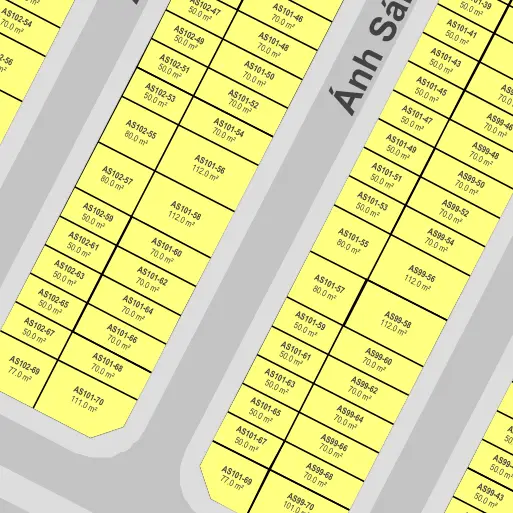 AS102-54
70.0 m²
AS102-47
50.0 m²
AS102-49
50.0 m²
AS102-51
50.0 m²
AS102-53
50.0 m²
AS102-55
80.0 m²
AS102-57
80.0 m²
AS102-59
50.0 m²
AS102-61
50.0 m²
AS102-63
50.0 m²
AS102-65
50.0 m²
AS102-67
50.0 m²
AS102-69
77.0 m²
AS101-46
70.0 m²
AS101-48
70.0 m²
AS101-50
70.0 m²
AS101-52
70.0 m²
AS101-54
70.0 m²
AS101-56
112.0 m²
AS101-58
112.0 m²
AS101-60
70.0 m²
AS101-62
70.0 m²
AS101-64
70.0 m²
AS101-66
70.0 m²
AS101-68
70.0 m²
AS101-70
111.0 m²
Ánh Sá
AS101-41
50.0 m²
AS101-43
50.0 m²
AS101-45
50.0 m²
AS101-47
50.0 m²
AS101-49
50.0 m²
AS101-51
50.0 m²
AS101-53
50.0 m²
AS101-55
80.0 m²
AS101-57
80.0 m²
AS101-59
50.0 m²
AS101-61
50.0 m²
AS101-63
50.0 m²
AS101-65
50.0 m²
AS101-67
50.0 m²
AS101-69
77.0 m²
AS99-48
70.0 m²
AS99-50
70.0 m²
AS99-52
70.0 m²
AS99-54
70.0 m²
AS99-56
112.0 m²
AS99-58
112.0 m²
AS99-60
70.0 m²
AS99-62
70.0 m²
AS99-64
70.0 m²
AS99-66
70.0 m²
AS99-68
70.0 m²
AS99-70
101.0 m²
AS99-43
50.0 m²